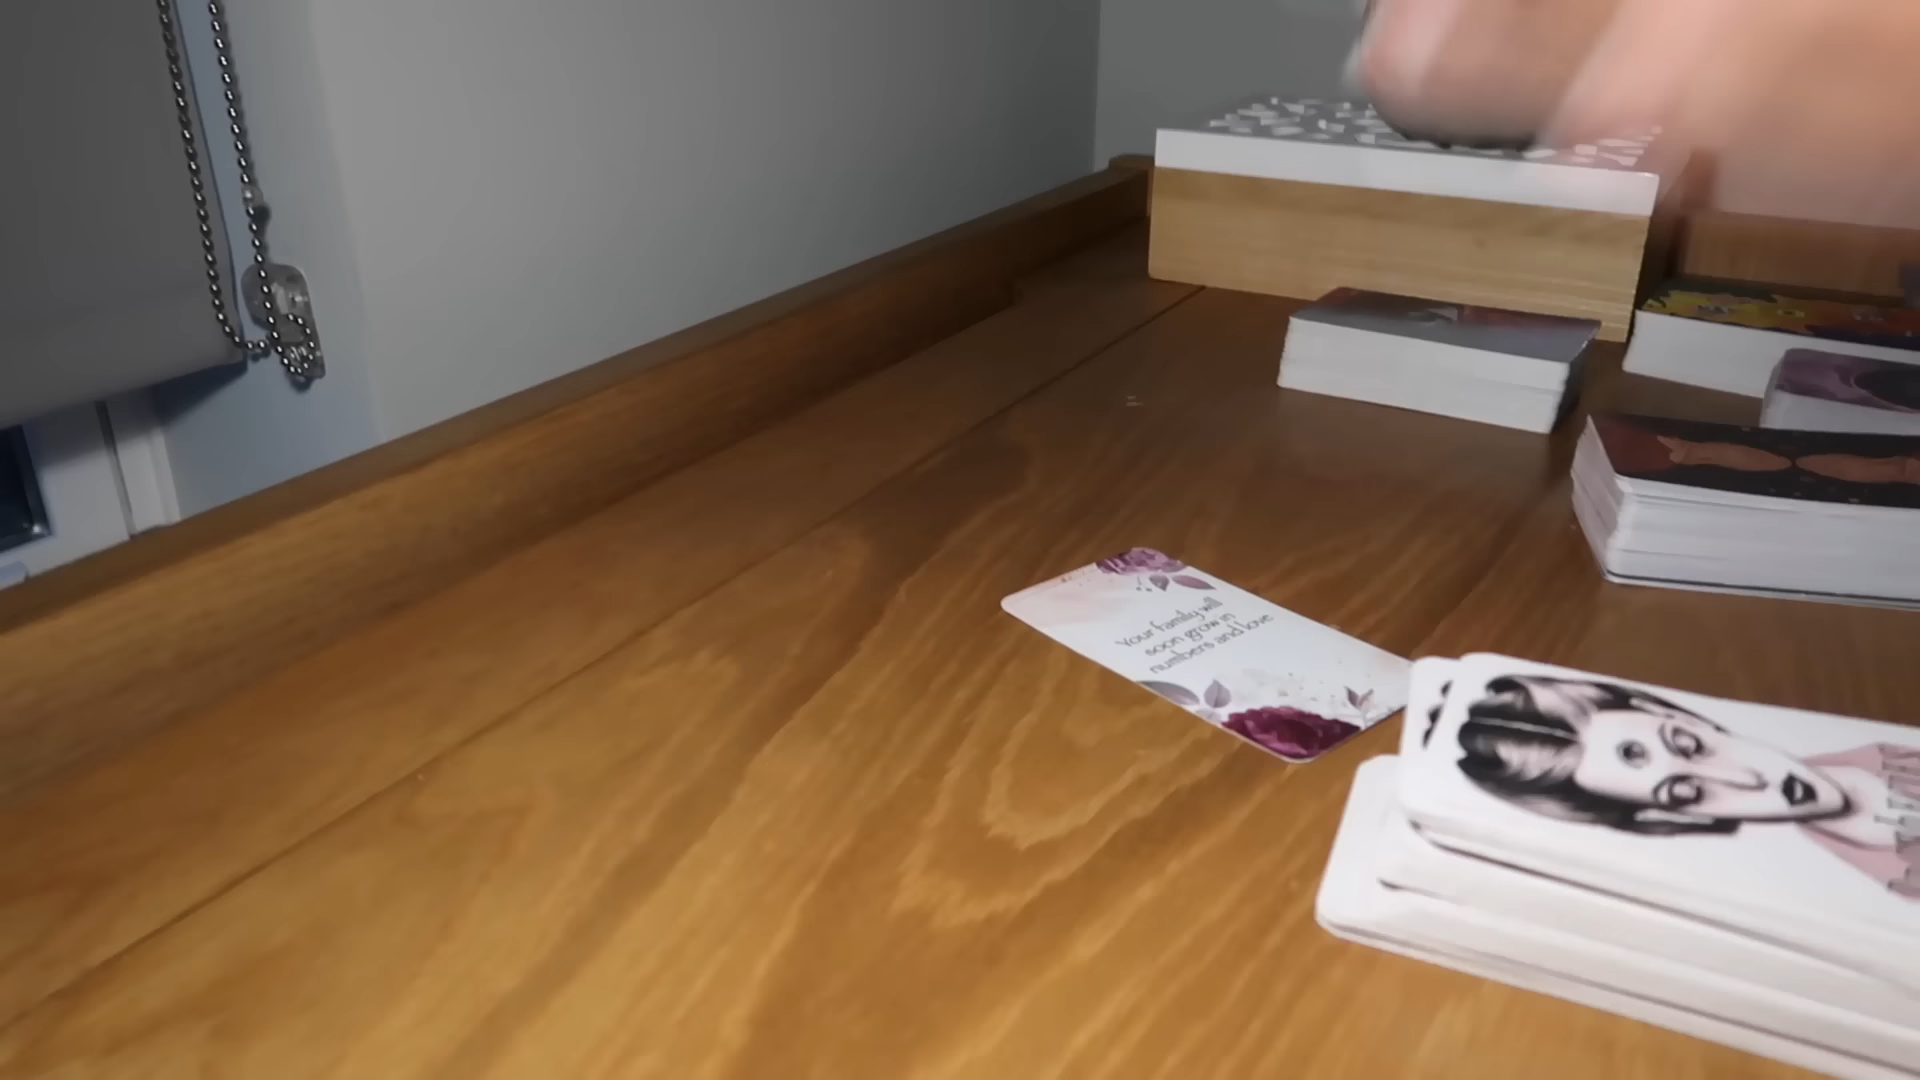 Your family will
soon grow in
numbers and love